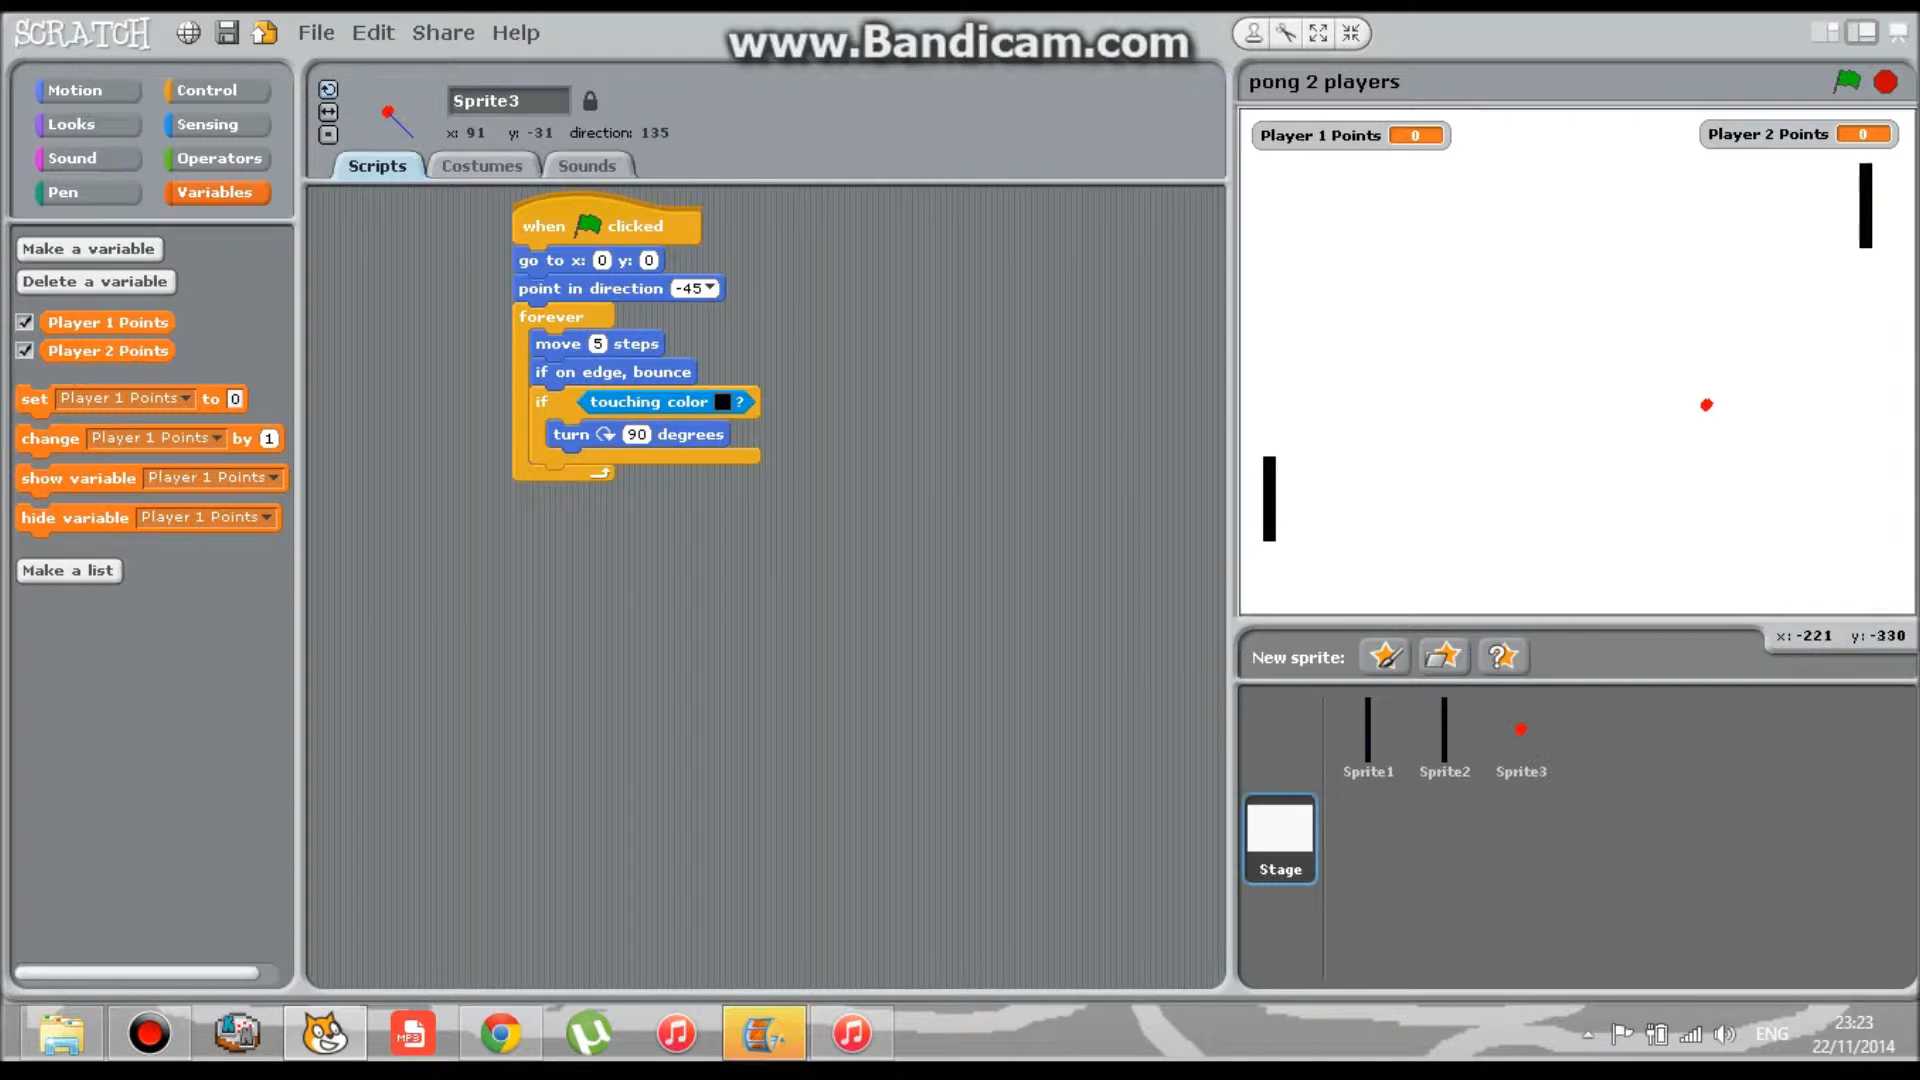 SCRATCH
File Edit Share Help
www.Bandicam.com
Motion Control
Looks Sensing
Sound Operators
Pen Variables
Make a variable
Delete a variable
Player 1 Points
Player 2 Points
set Player 1 Points to 0
change Player 1 Points by 1
show variable Player 1 Points
hide variable Player 1 Points
Make a list
Sprite3
x: 91 y: -31 direction: 135
Scripts Costumes Sounds
when clicked
go to x: 0 y: 0
point in direction -45
forever
move 5 steps
if on edge, bounce
if touching color ?
turn 90 degrees
pong 2 players
Player 1 Points 0
Player 2 Points 0
x: -221 y: -330
New sprite:
Sprite1 Sprite2 Sprite3
Stage
MP3
ENG
23:23
22/11/2014